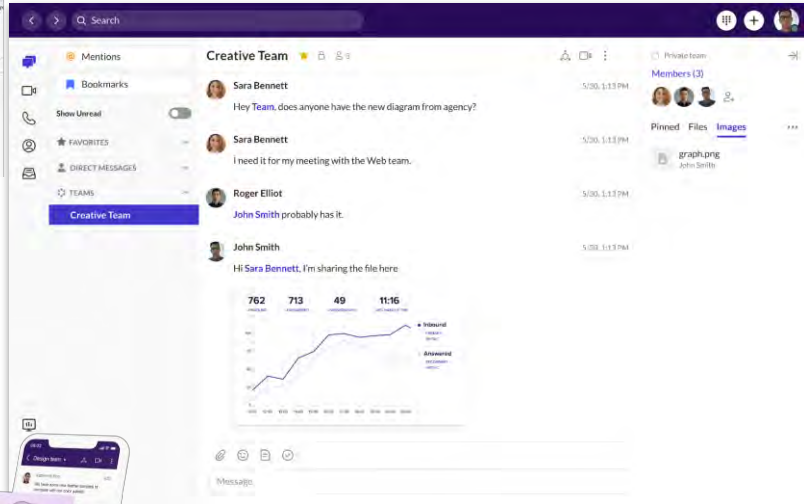 Search
Mentions
Bookmarks
Show Unread
FAVORITES
DIRECT MESSAGES
TEAMS
Creative Team
Creative Team
Sara Bennett
5/30, 1:13 PM
Hey Team, does anyone have the new diagram from agency?
Sara Bennett
5/30, 1:13 PM
I need it for my meeting with the Web team.
Roger Elliot
5/30, 1:13 PM
John Smith probably has it.
John Smith
5/30, 1:13 PM
Hi Sara Bennett, I'm sharing the file here
762 713 49 11:16
Inbound
Answered
Message
Private team
Members (3)
Pinned Files Images
graph.png
John Smith
Design team